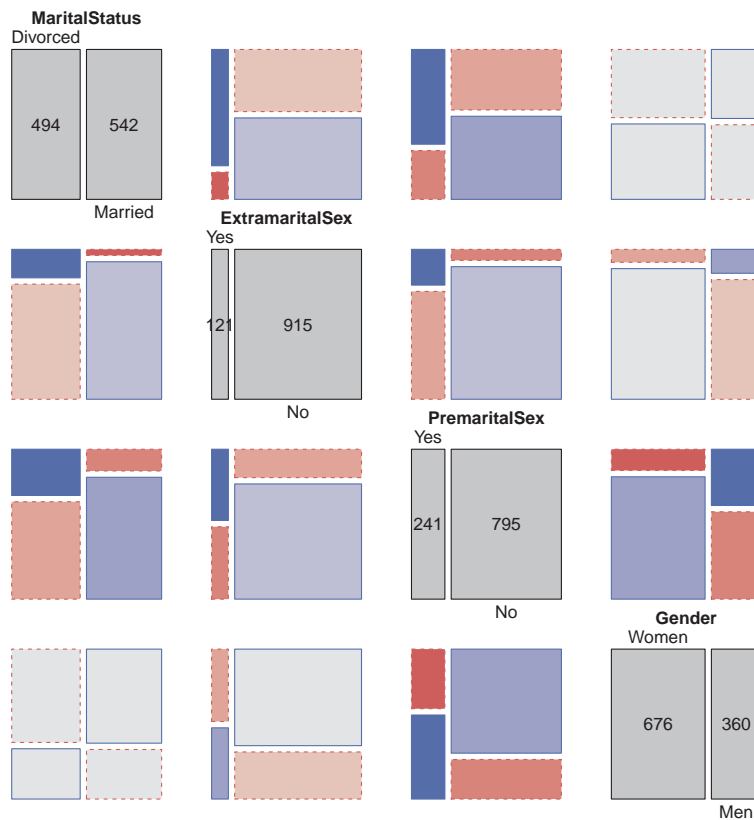 MaritalStatus
Divorced
494 542
Married
ExtramaritalSex
Yes
121 915
No
PremaritalSex
Yes
241 795
No
Gender
Women
676 360
Men